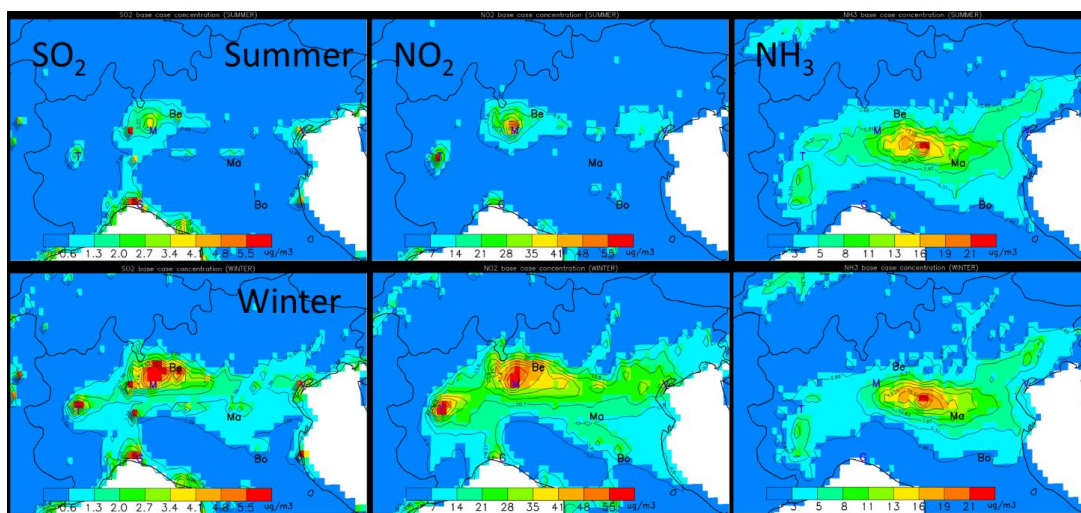 SO2 base case concentration (SUMMER)
SO2 Summer
Be
M
T
Ma
V
G
Bo
0.6 1.3 2.0 2.7 3.4 4.1 4.8 5.5 ug/m3
NO2 base case concentration (SUMMER)
NO2
Be
M
T
Ma
V
G
Bo
7 14 21 28 35 41 48 55 ug/m3
NH3 base case concentration (SUMMER)
NH3
Be
M
T
Ma
V
G
Bo
3 5 8 11 13 16 19 21 ug/m3
SO2 base case concentration (WINTER)
Winter
Be
M
T
Ma
V
G
Bo
0.6 1.3 2.0 2.7 3.4 4.1 4.8 5.5 ug/m3
NO2 base case concentration (WINTER)
Be
M
T
Ma
V
G
Bo
7 14 21 28 35 41 48 55 ug/m3
NH3 base case concentration (WINTER)
Be
M
T
Ma
V
G
Bo
3 5 8 11 13 16 19 21 ug/m3